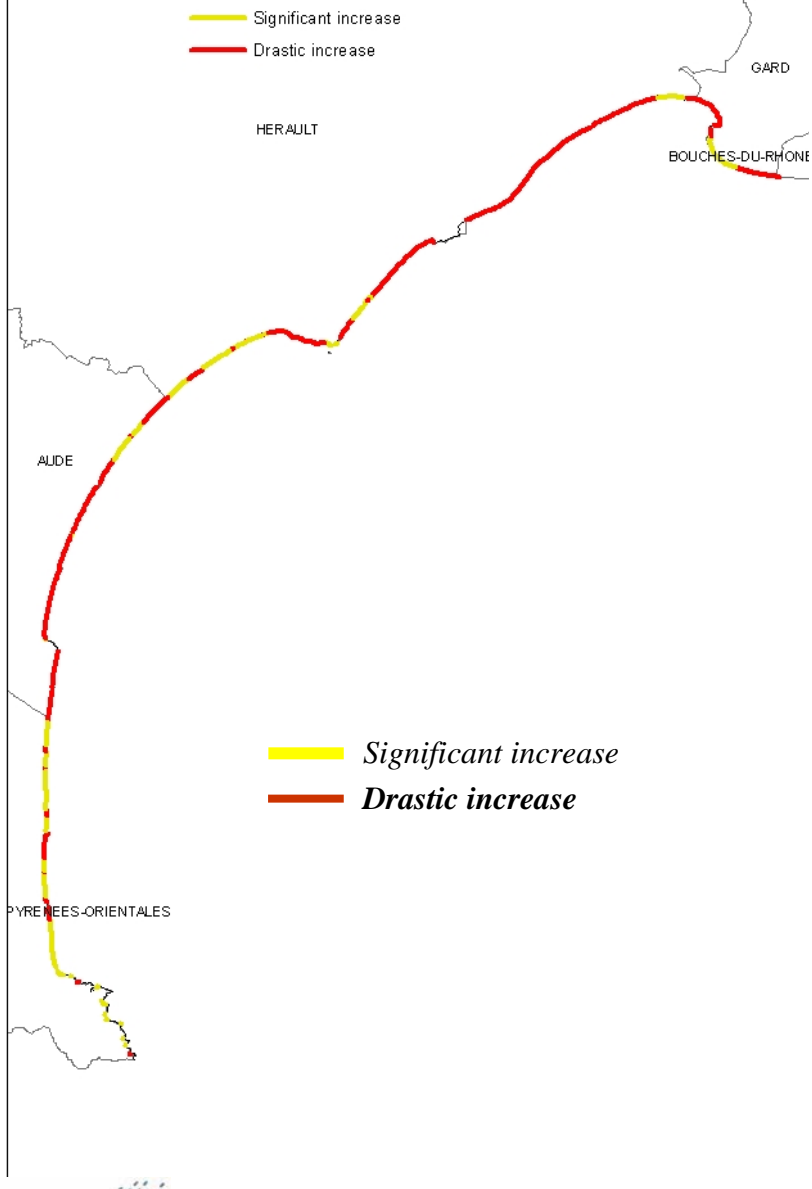 Significant increase
Drastic increase
GARD
HERAULT
BOUCHES-DU-RHONE
AUDE
Significant increase
Drastic increase
PYRENEES-ORIENTALES